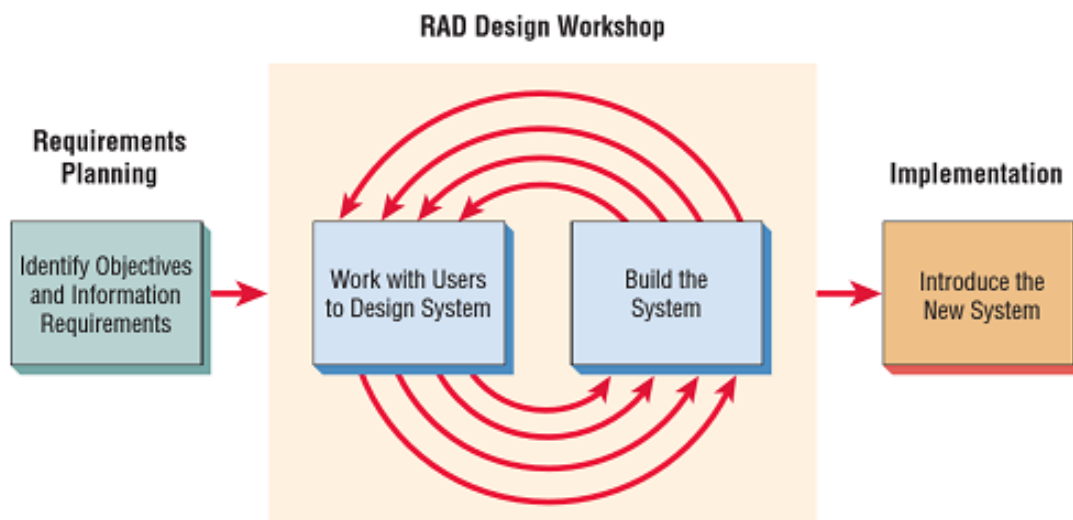 RAD Design Workshop
Requirements
Planning
Identify Objectives
and Information
Requirements
Work with Users
to Design System
Build the
System
Implementation
Introduce the
New System